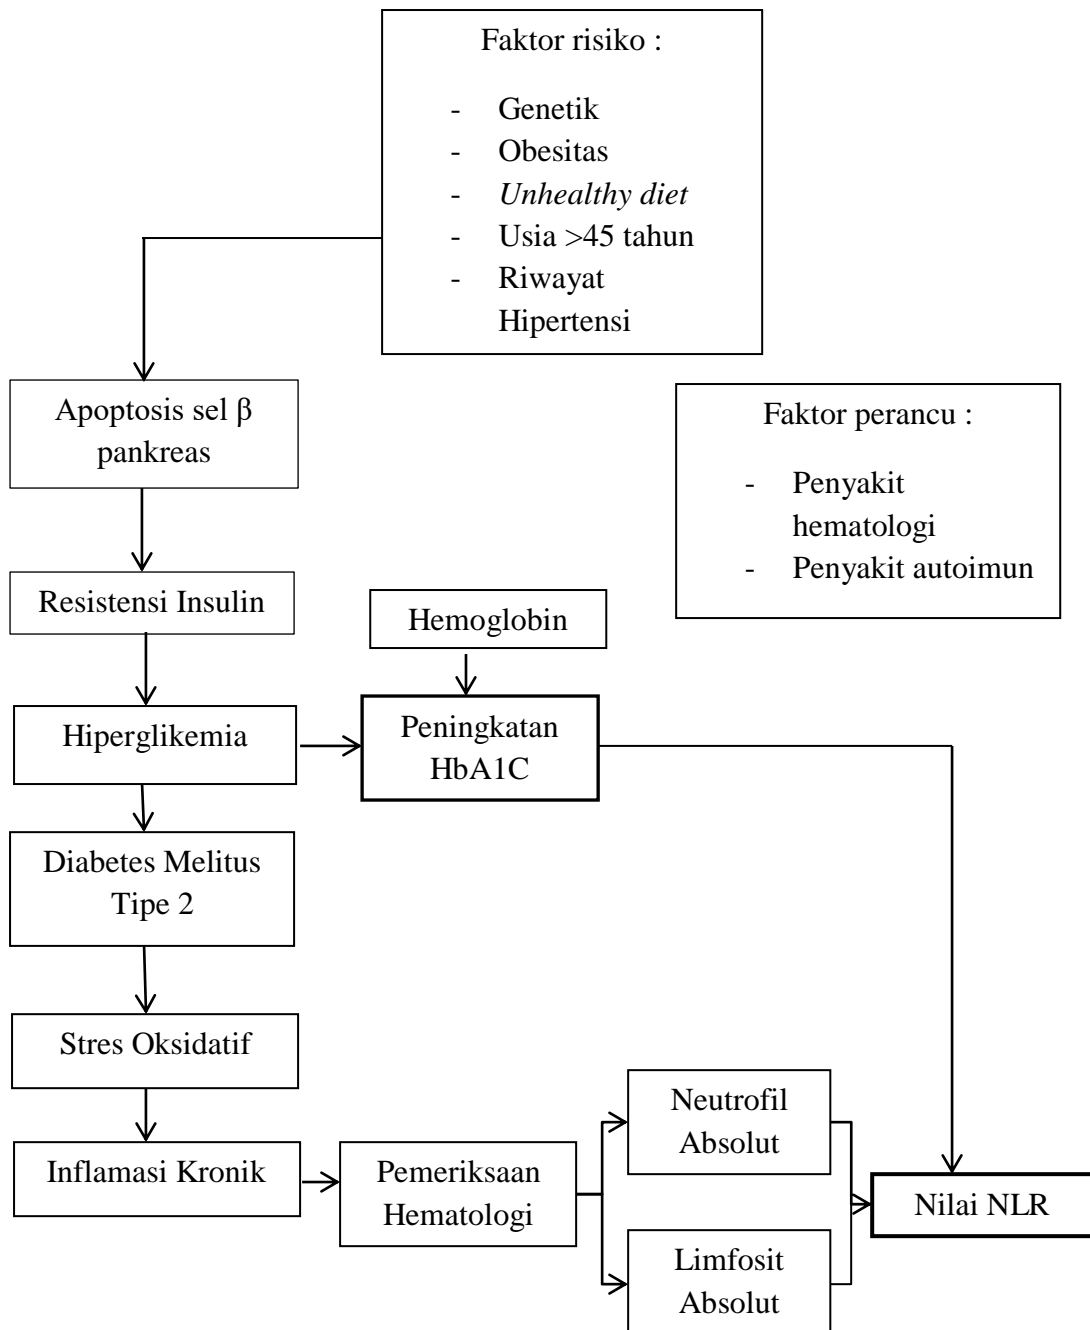 Faktor risiko :
- Genetik
- Obesitas
- Unhealthy diet
- Usia >45 tahun
- Riwayat
Hipertensi
Apoptosis sel β
pankreas
Faktor perancu :
- Penyakit
hematologi
- Penyakit autoimun
Resistensi Insulin
Hemoglobin
Hiperglikemia
Peningkatan
HbA1C
Diabetes Melitus
Tipe 2
Stres Oksidatif
Inflamasi Kronik
Pemeriksaan
Hematologi
Neutrofil
Absolut
Limfosit
Absolut
Nilai NLR